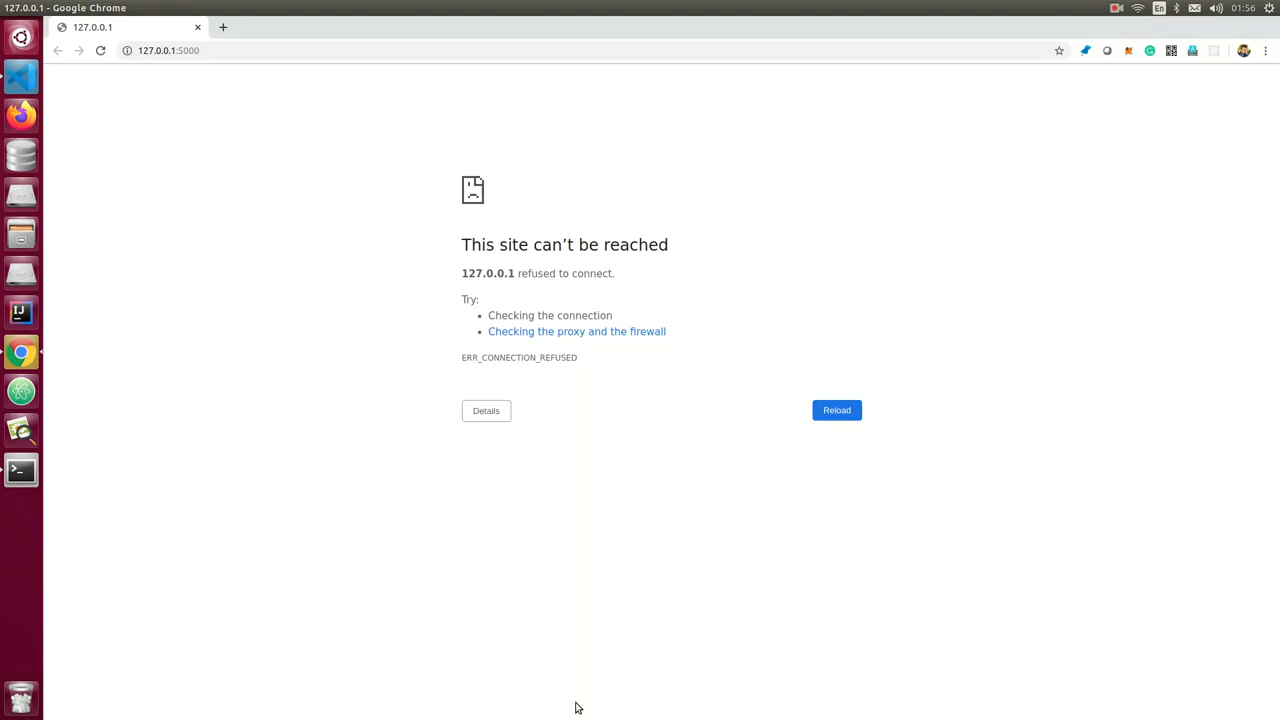 127.0.0.1 - Google Chrome
En
01:56
127.0.0.1
127.0.0.1:5000
IJ
>_
This site can’t be reached
127.0.0.1 refused to connect.
Try:
• Checking the connection
• Checking the proxy and the firewall
ERR_CONNECTION_REFUSED
Details
Reload